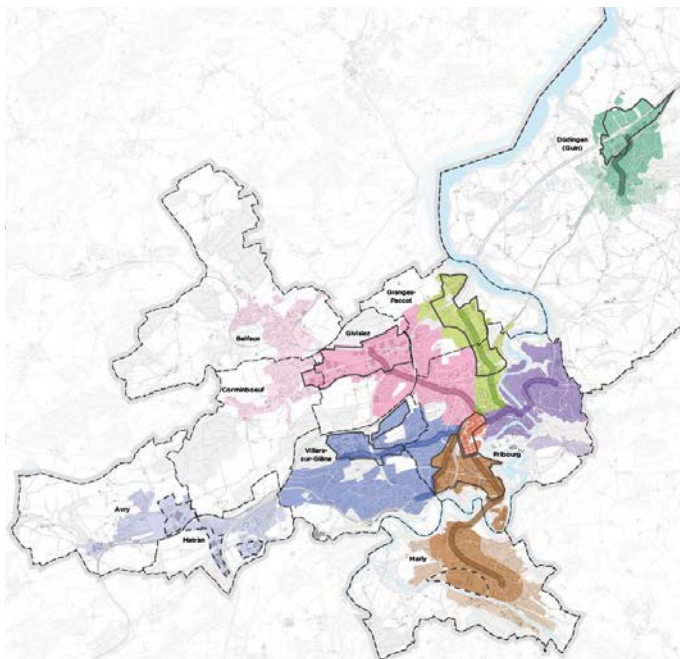 Düdingen
(Guin)
Granges-
Paccot
Givisiez
Belfaux
Corminboeuf
Villars-
sur-Glâne
Fribourg
Avry
Matran
Marly